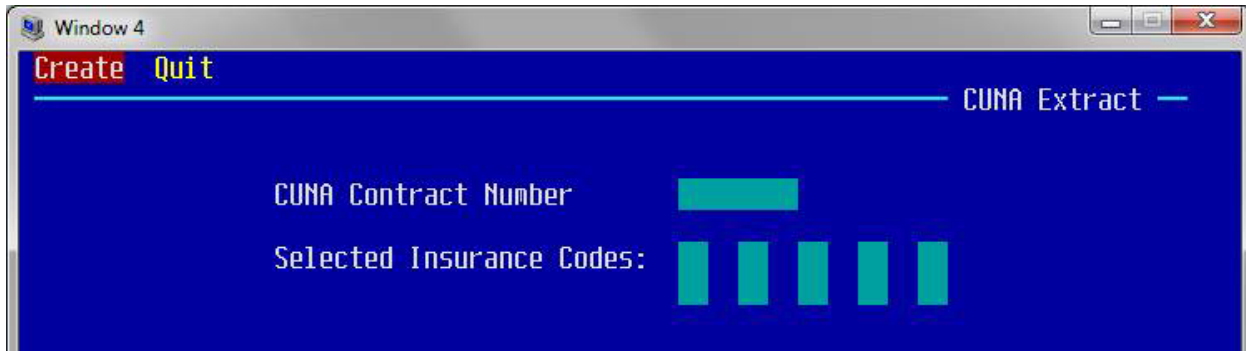 Window 4
Create Quit
CUNA Extract
CUNA Contract Number
Selected Insurance Codes: